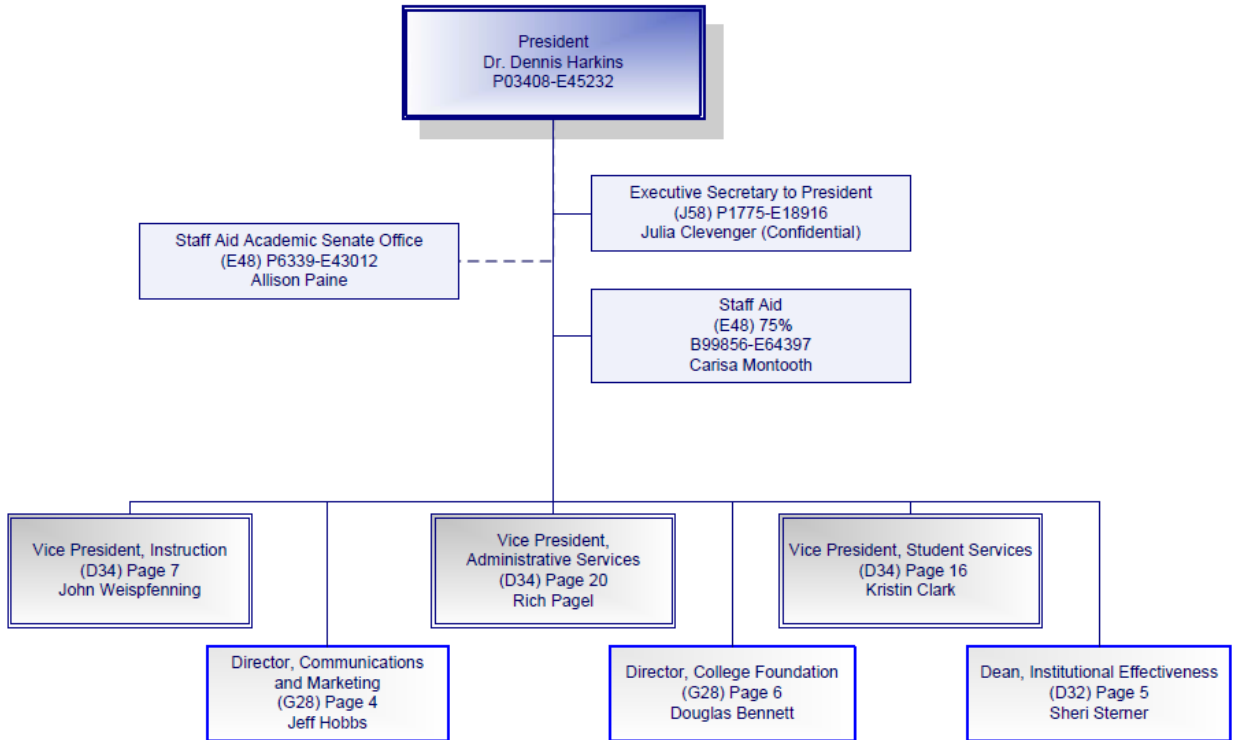 President
Dr. Dennis Harkins
P03408-E45232
Executive Secretary to President
(J58) P1775-E18916
Julia Clevenger (Confidential)
Staff Aid Academic Senate Office
(E48) P6339-E43012
Allison Paine
Staff Aid
(E48) 75%
B99856-E64397
Carisa Montooth
Vice President, Instruction
(D34) Page 7
John Weispfenning
Vice President,
Administrative Services
(D34) Page 20
Rich Pagel
Vice President, Student Services
(D34) Page 16
Kristin Clark
Director, Communications
and Marketing
(G28) Page 4
Jeff Hobbs
Director, College Foundation
(G28) Page 6
Douglas Bennett
Dean, Institutional Effectiveness
(D32) Page 5
Sheri Sterner